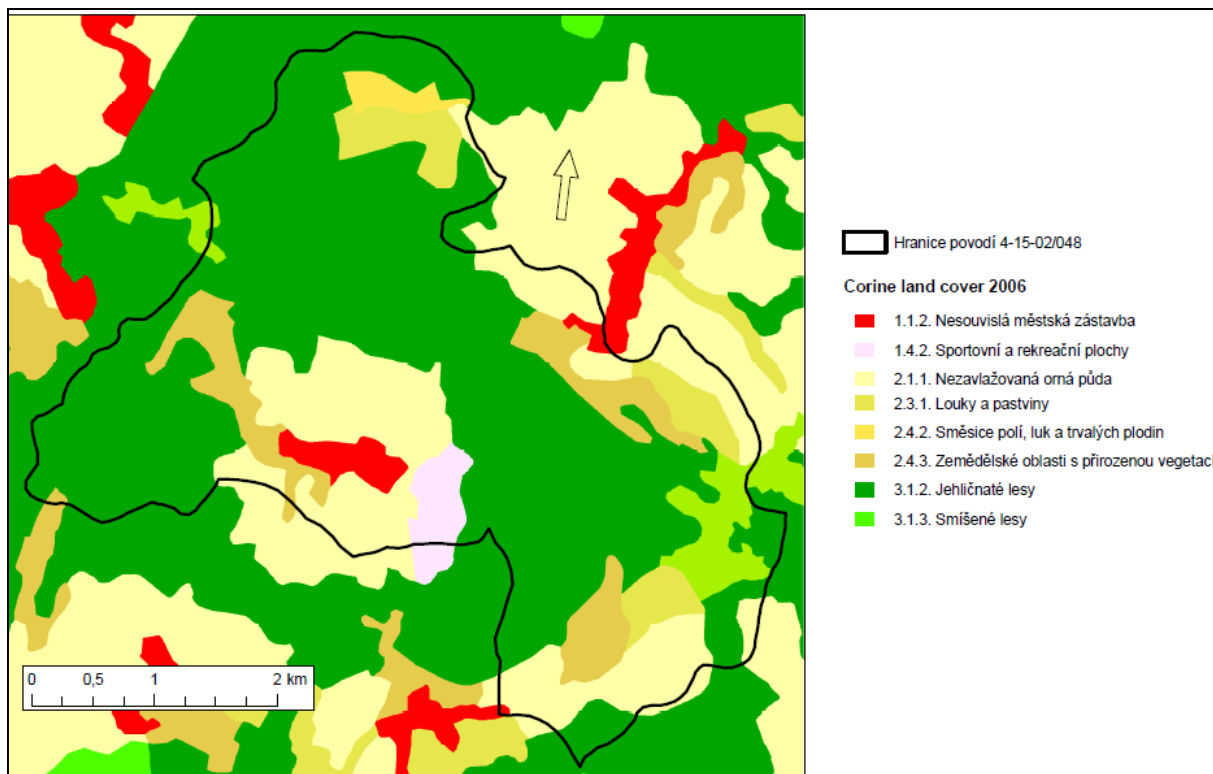 Hranice povodí 4-15-02/048
Corine land cover 2006
1.1.2. Nesouvislá městská zástavba
1.4.2. Sportovní a rekreační plochy
2.1.1. Nezavlažovaná orná půda
2.3.1. Louky a pastviny
2.4.2. Směsice polí, luk a trvalých plodin
2.4.3. Zemědělské oblasti s přirozenou vegetací
3.1.2. Jehličnaté lesy
3.1.3. Smíšené lesy
0 0,5 1 2 km